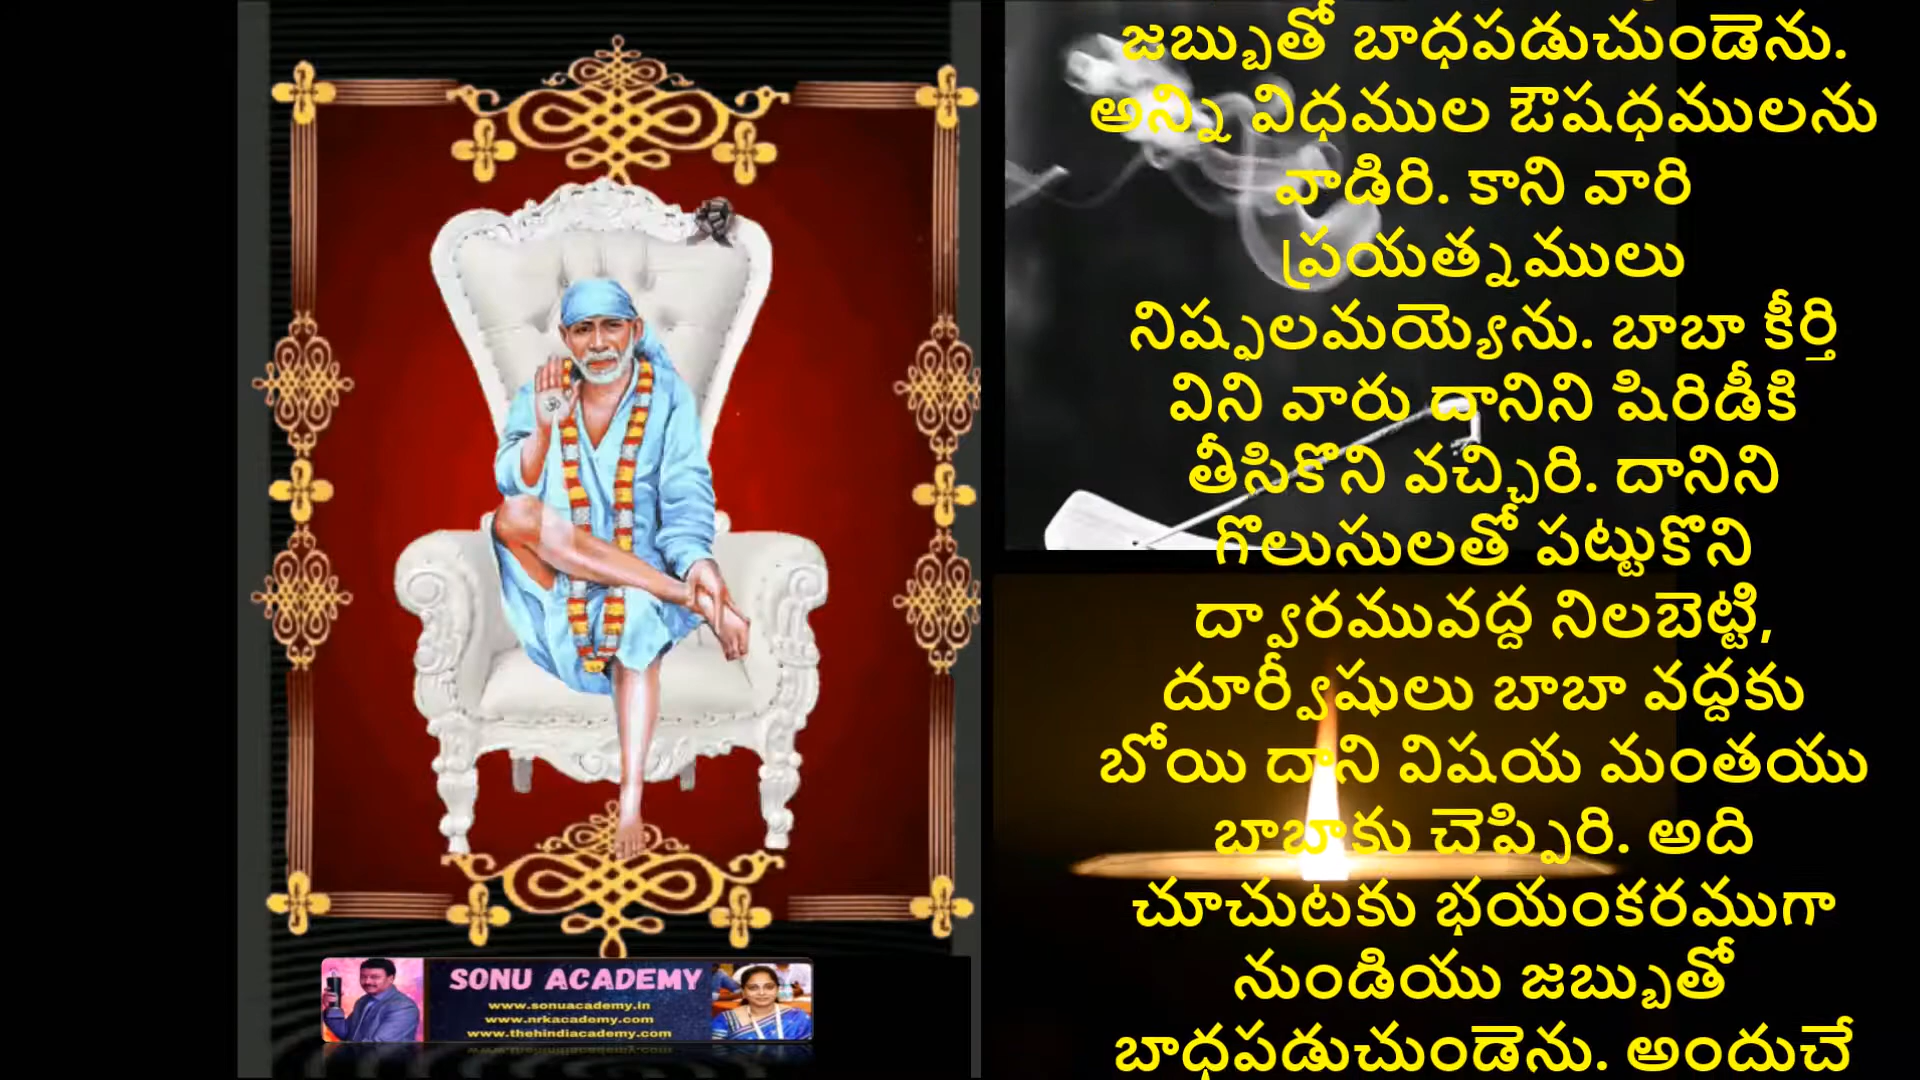 జబ్బుతో బాధపడుచుండెను.
అన్ని విధముల ఔషధములను
వాడిరి. కాని వారి
ప్రయత్నములు
నిష్ఫలమయ్యెను. బాబా కీర్తి
విని వారు దానిని షిరిడీకి
తీసికొని వచ్చిరి. దానిని
గొలుసులతో పట్టుకొని
ద్వారమువద్ద నిలబెట్టి,
దూర్వీషులు బాబా వద్దకు
బోయి దాని విషయ మంతయు
బాబాకు చెప్పిరి. అది
చూచుటకు భయంకరముగా
నుండియు జబ్బుతో
బాధపడుచుండెను. అందుచే
SONU ACADEMY
www.sonuacademy.in
www.nrkacademy.com
www.thehindiacademy.com